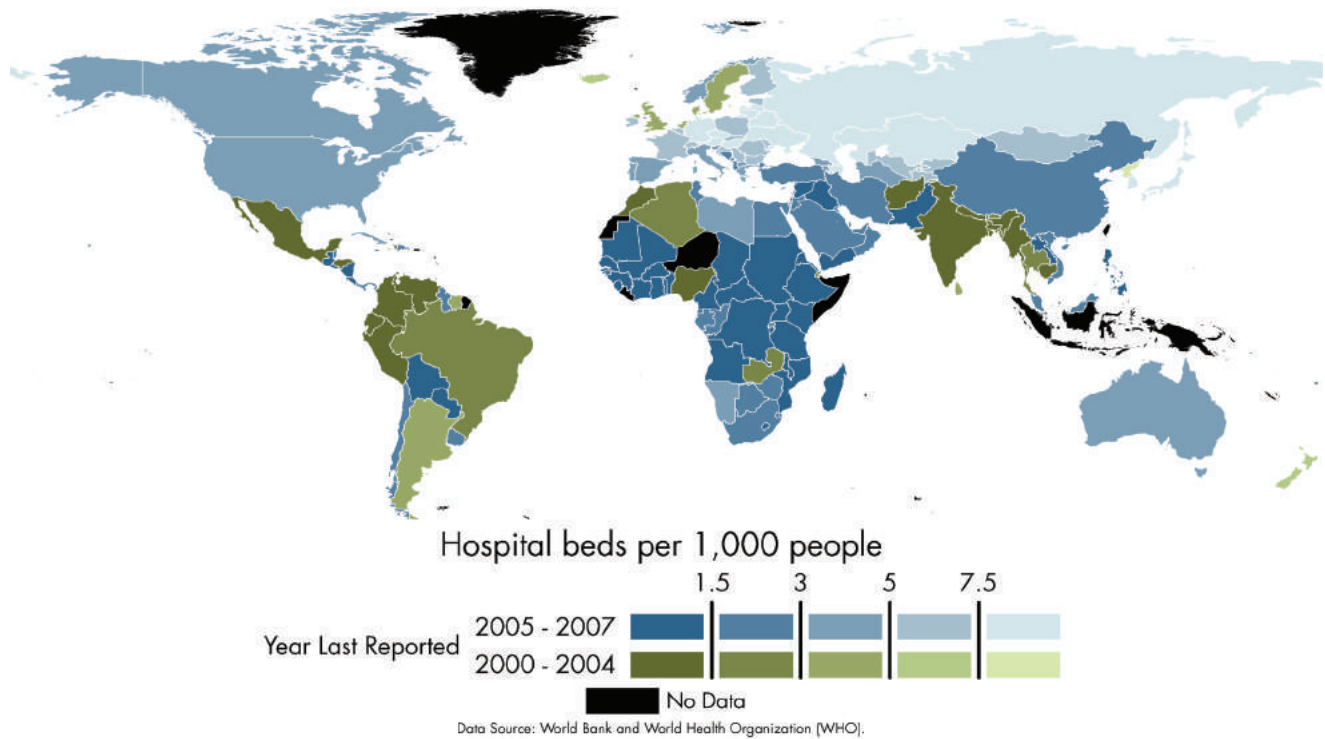 Hospital beds per 1,000 people
1.5 3 5 7.5
Year Last Reported
2005 - 2007
2000 - 2004
No Data
Data Source: World Bank and World Health Organization (WHO).